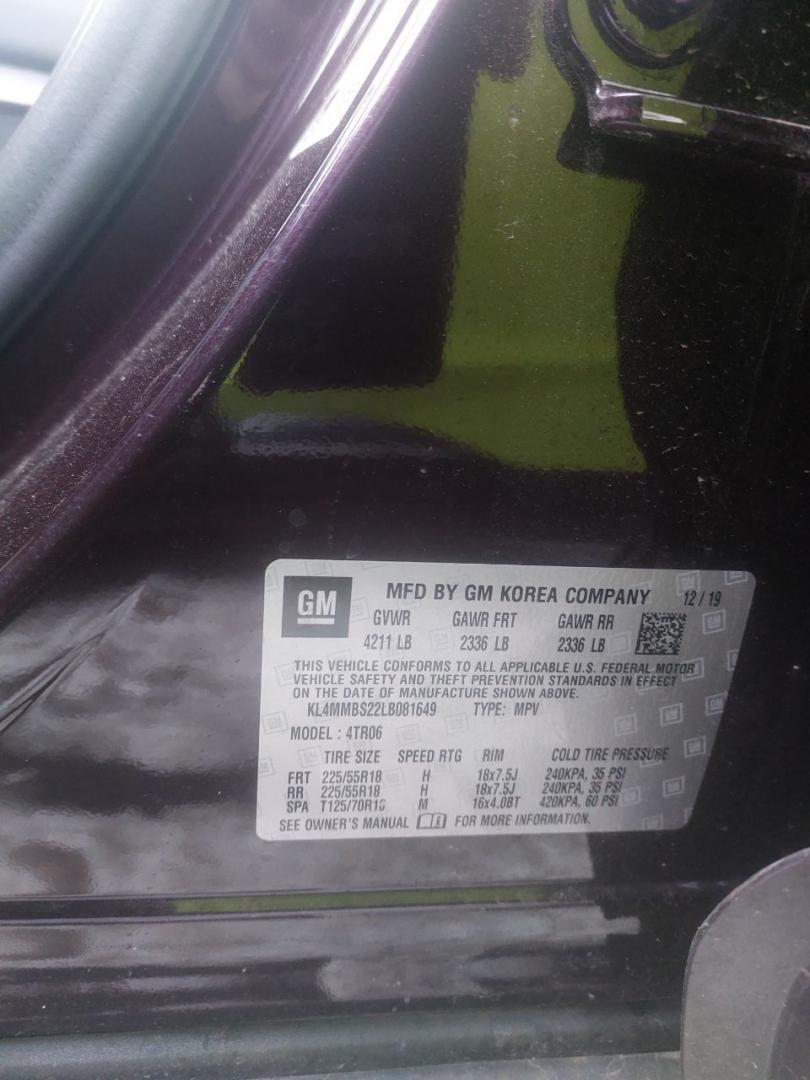 GM
MFD BY GM KOREA COMPANY 12 / 19
GVWR GAWR FRT GAWR RR
4211 LB 2336 LB 2336 LB
THIS VEHICLE CONFORMS TO ALL APPLICABLE U.S. FEDERAL MOTOR
VEHICLE SAFETY AND THEFT PREVENTION STANDARDS IN EFFECT
ON THE DATE OF MANUFACTURE SHOWN ABOVE.
KL4MMBS22LB081649 TYPE: MPV
MODEL : 4TR06
TIRE SIZE SPEED RTG RIM COLD TIRE PRESSURE
FRT 225/55R18 H 18x7.5J 240KPA, 35 PSI
RR 225/55R18 H 18x7.5J 240KPA, 35 PSI
SPA T125/70R16 M 16x4.0BT 420KPA, 60 PSI
SEE OWNER'S MANUAL FOR MORE INFORMATION.